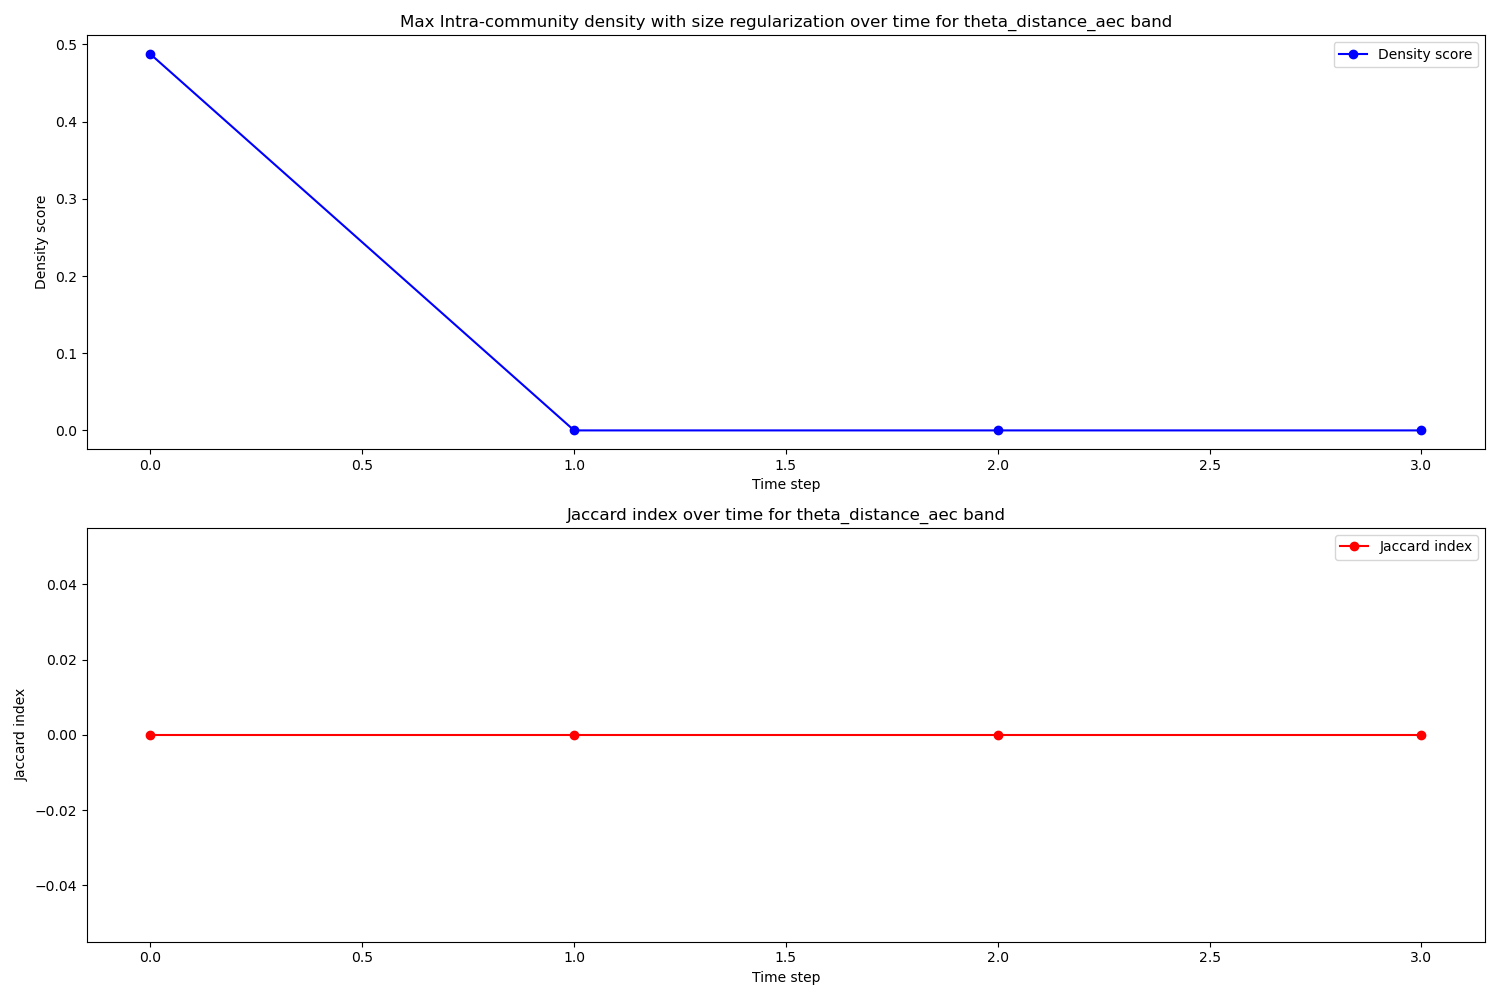 Max Intra-community density with size regularization over time for theta_distance_aec band
Density score
0.5
0.4
0.3
0.2
0.1
0.0
Density score
0.0 0.5 1.0 1.5 2.0 2.5 3.0
Time step
Jaccard index over time for theta_distance_aec band
Jaccard index
0.04
0.02
0.00
−0.02
−0.04
Jaccard index
0.0 0.5 1.0 1.5 2.0 2.5 3.0
Time step